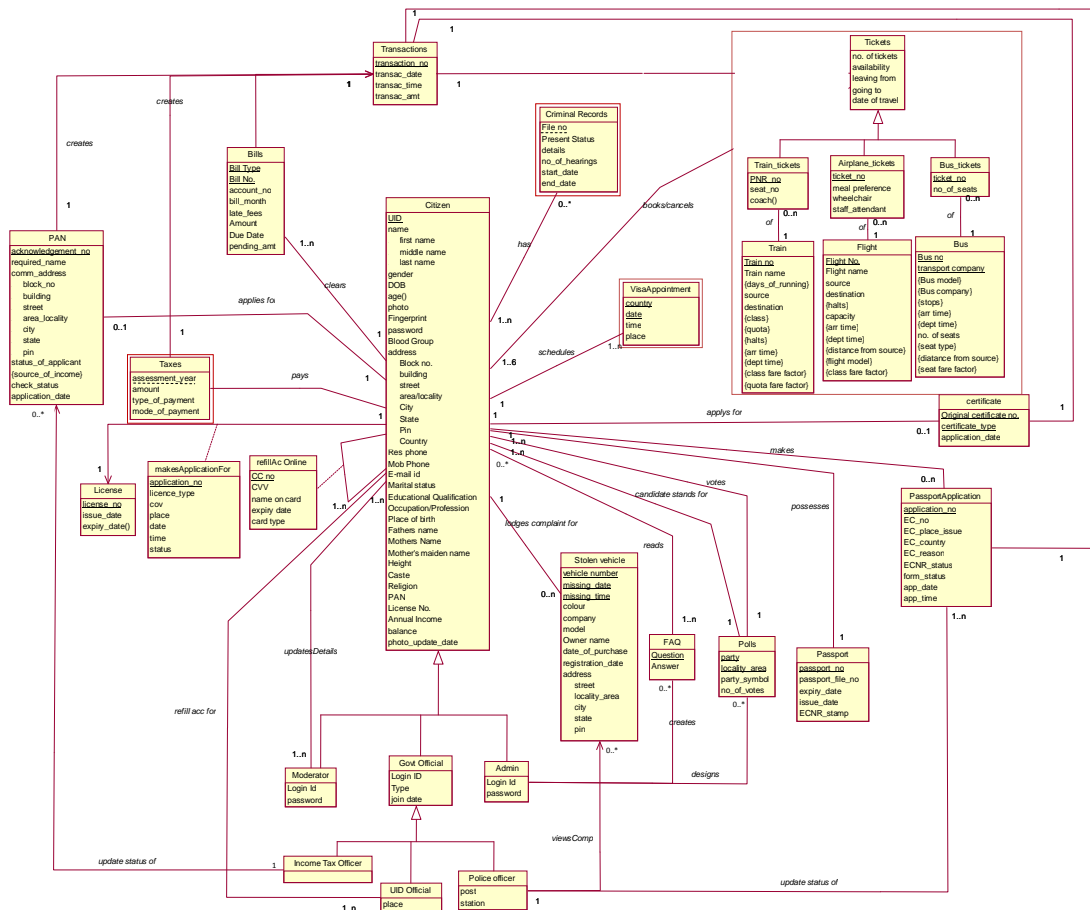 Transactions
transaction_no
transac_date
transac_time
transac_amt
Tickets
no. of tickets
availability
leaving from
going to
date of travel
Criminal Records
File no
Present Status
details
no_of_hearings
start_date
end_date
Bills
Bill Type
Bill No.
account_no
bill_month
late_fees
Amount
Due Date
pending_amt
Train_tickets
PNR_no
seat_no
coach()
Airplane_tickets
ticket_no
meal preference
wheelchair
staff_attendant
Bus_tickets
ticket_no
no_of_seats
Citizen
UID
name
first name
middle name
last name
gender
DOB
age()
photo
Fingerprint
password
Blood Group
address
Block no.
building
street
area/locality
City
State
Pin
Country
Res phone
Mob Phone
E-mail id
Marital status
Educational Qualification
Occupation/Profession
Place of birth
Fathers name
Mothers Name
Mother's maiden name
Height
Caste
Religion
PAN
License No.
Annual Income
balance
photo_update_date
PAN
acknowledgement_no
required_name
comm_address
block_no
building
street
area_locality
city
state
pin
status_of_applicant
{source_of_income}
check_status
application_date
Train
Train no
Train name
{days_of_running}
source
destination
{class}
{quota}
{halts}
{arr time}
{dept time}
{class fare factor}
{quota fare factor}
Flight
Flight No.
Flight name
source
destination
{halts}
capacity
{arr time}
{dept time}
{distance from source}
{flight model}
{class fare factor}
Bus
Bus no
transport company
{Bus model}
{Bus company}
{stops}
{arr time}
{dept time}
no. of seats
{seat type}
{diatance from source}
{seat fare factor}
VisaAppointment
country
date
time
place
Taxes
assessment_year
amount
type_of_payment
mode_of_payment
certificate
Original certificate no.
certificate_type
application_date
License
license_no
issue_date
expiry_date()
makesApplicationFor
application_no
licence_type
cov
place
date
time
status
refillAc Online
CC no
CVV
name on card
expiry date
card type
PassportApplication
application_no
EC_no
EC_place_issue
EC_country
EC_reason
ECNR_status
form_status
app_date
app_time
Stolen vehicle
vehicle number
missing_date
missing_time
colour
company
model
Owner name
date_of_purchase
registration_date
address
street
locality_area
city
state
pin
FAQ
Question
Answer
Polls
party
locality_area
party_symbol
no_of_votes
Passport
passport_no
passport_file_no
expiry_date
issue_date
ECNR_stamp
Moderator
Login Id
password
Govt Official
Login ID
Type
join date
Admin
Login Id
password
Income Tax Officer
UID Official
place
Police officer
post
station
creates
creates
has
books/cancels
of
of
of
clears
applies for
schedules
pays
applys for
makes
votes
candidate stands for
possesses
lodges complaint for
reads
updatesDetails
refill acc for
creates
designs
viewsComp
update status of
update status of
1
1
1
1
1
1
0..1
1
0..*
1
1..n
1
1
1
0..*
1..n
1..6
1
1..n
1
0..n
1
0..n
1
0..n
1
0..1
1
1
1..n
1..n
0..*
1
0..n
1..n
1..n
1..n
0..n
1
1..n
1
1
1
1..n
0..*
0..*
0..*
1
1..n
1